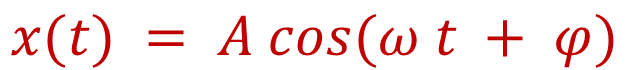 x(t) = A cos(ω t + φ)